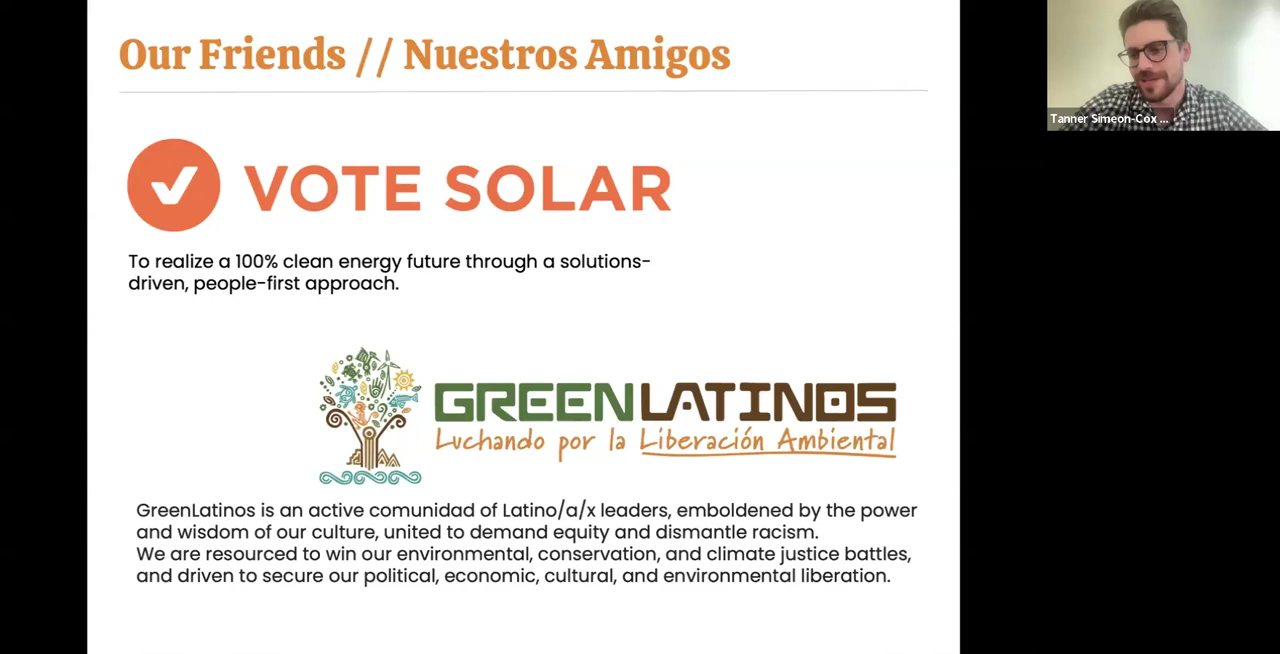 Our Friends // Nuestros Amigos
Tanner Simeon-Cox ...
VOTE SOLAR
To realize a 100% clean energy future through a solutions-
driven, people-first approach.
GREENLATINOS
Luchando por la Liberación Ambiental
GreenLatinos is an active comunidad of Latino/a/x leaders, emboldened by the power
and wisdom of our culture, united to demand equity and dismantle racism.
We are resourced to win our environmental, conservation, and climate justice battles,
and driven to secure our political, economic, cultural, and environmental liberation.